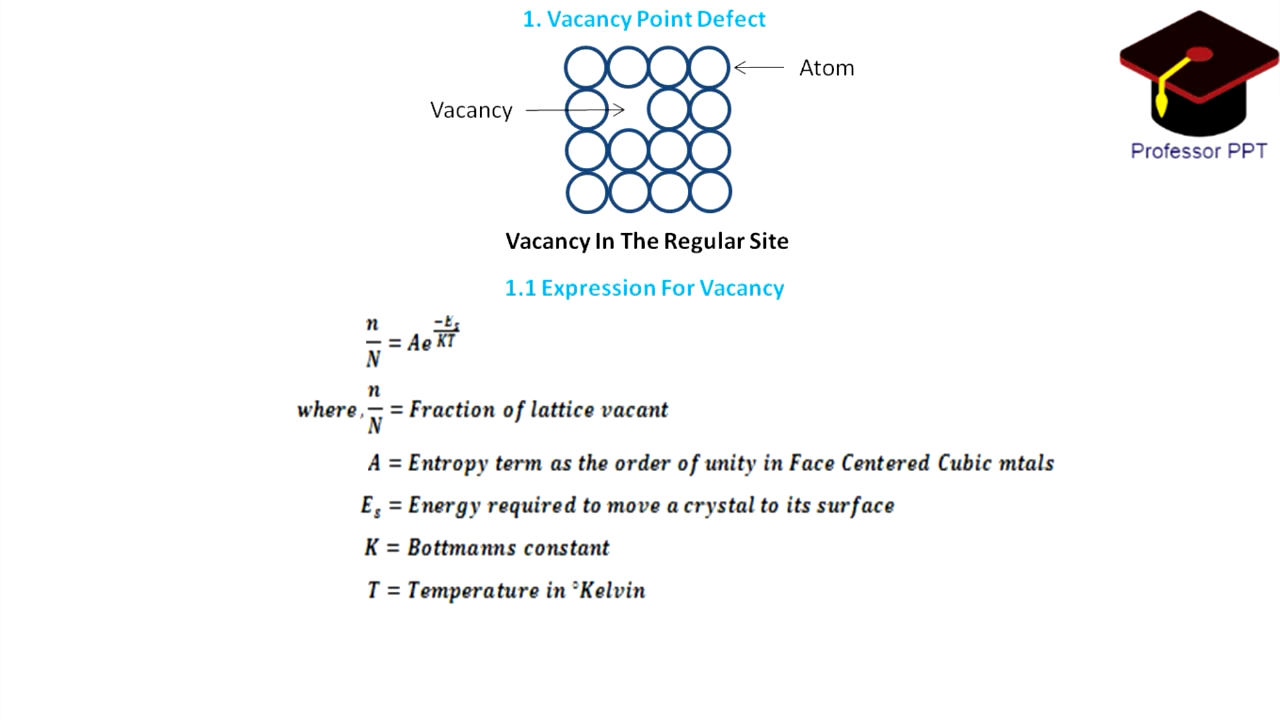 1. Vacancy Point Defect
Atom
Vacancy
Professor PPT
Vacancy In The Regular Site
1.1 Expression For Vacancy
n/N = Ae^(-Es/KT)
where, n/N = Fraction of lattice vacant
A = Entropy term as the order of unity in Face Centered Cubic mtals
Es = Energy required to move a crystal to its surface
K = Bottmanns constant
T = Temperature in °Kelvin